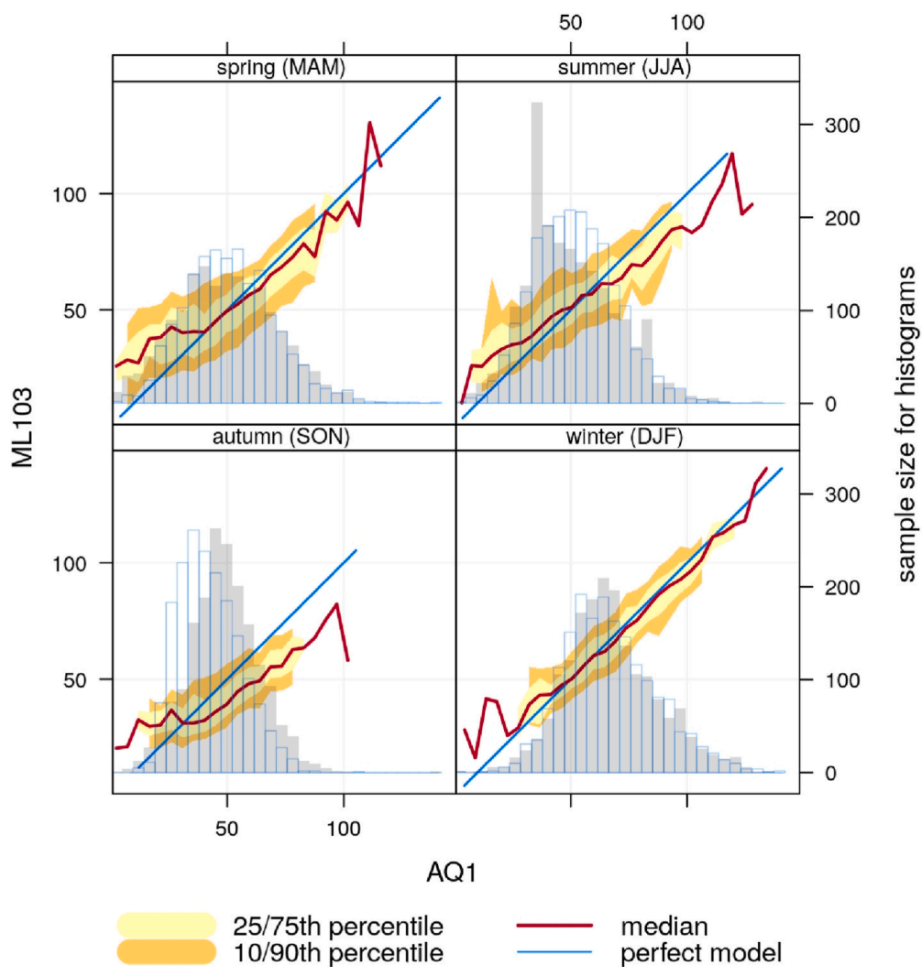 50 100
spring (MAM) summer (JJA)
100
50
300
200
100
0
autumn (SON) winter (DJF)
100
50
300
200
100
0
50 100
ML103
sample size for histograms
AQ1
25/75th percentile median
10/90th percentile perfect model